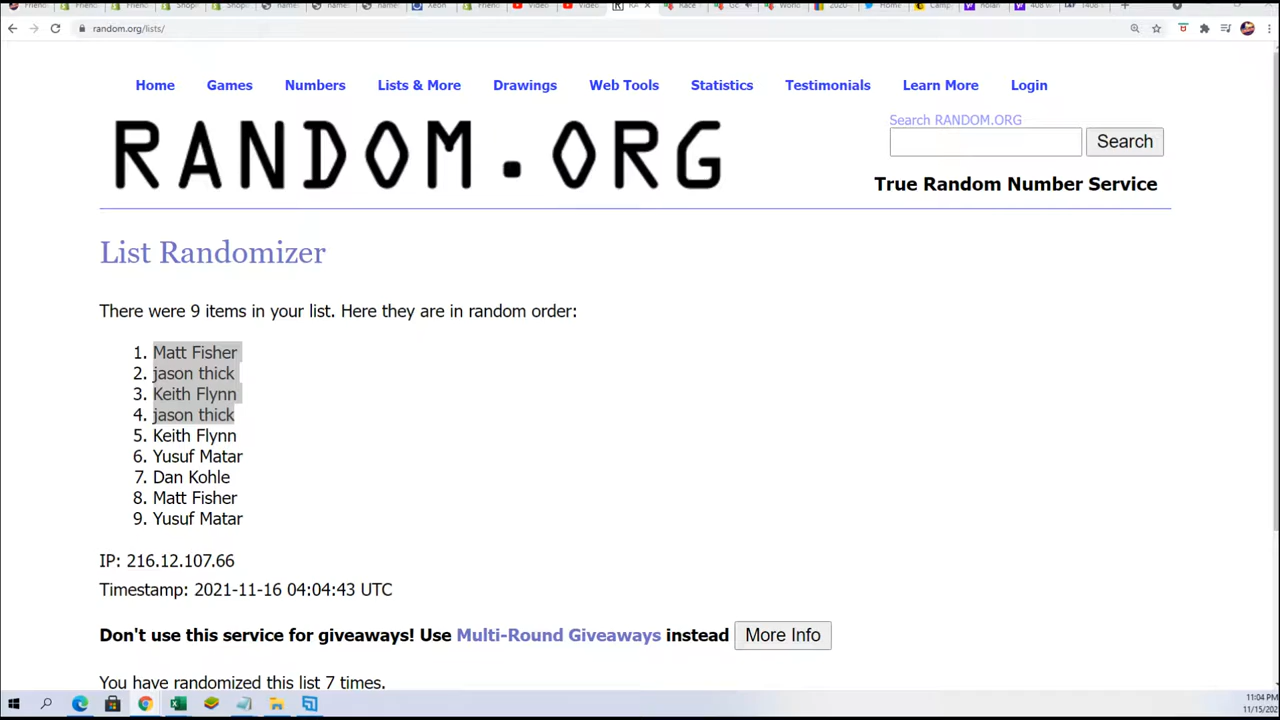 random.org/lists/
Home Games Numbers Lists & More Drawings Web Tools Statistics Testimonials Learn More Login
RANDOM.ORG
Search RANDOM.ORG
Search
True Random Number Service
List Randomizer
There were 9 items in your list. Here they are in random order:
1. Matt Fisher
2. jason thick
3. Keith Flynn
4. jason thick
5. Keith Flynn
6. Yusuf Matar
7. Dan Kohle
8. Matt Fisher
9. Yusuf Matar
IP: 216.12.107.66
Timestamp: 2021-11-16 04:04:43 UTC
Don't use this service for giveaways! Use Multi-Round Giveaways instead More Info
You have randomized this list 7 times.
11:04 PM